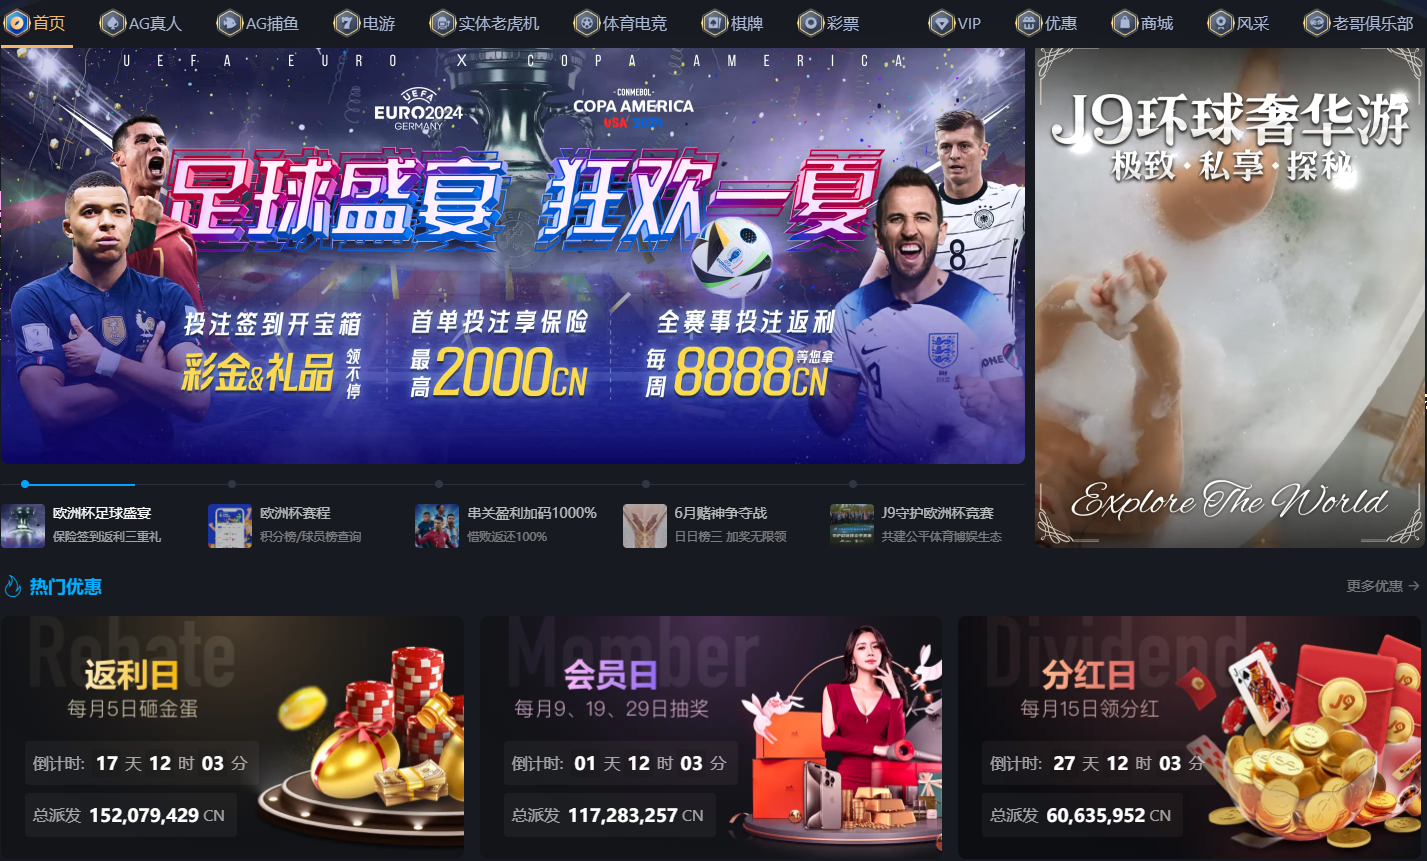 首页 AG真人 AG捕鱼 电游 实体老虎机 体育电竞 棋牌 彩票 VIP 优惠 商城 风采 老哥俱乐部
UEFA EURO X COPA AMERICA
UEFA
EURO2024
GERMANY
- CONMEBOL -
COPA AMERICA
USA 2024
足球盛宴 狂欢一夏
投注签到开宝箱
彩金&礼品
领不停
首单投注享保险
最高2000CN
全赛事投注返利
每周8888CN
等您拿
8
J9环球奢华游
极致·私享·探秘
Explore The World
欧洲杯足球盛宴
保险签到返利三重礼
欧洲杯赛程
积分榜/球员榜查询
串关盈利加码1000%
借败返还100%
6月赌神争夺战
日日榜三 加奖无限领
J9守护欧洲杯竞赛
共建公平体育博娱生态
热门优惠
更多优惠 →
Rebate
返利日
每月5日砸金蛋
倒计时: 17 天 12 时 03 分
总派发 152,079,429 CN
Member
会员日
每月9、19、29日抽奖
倒计时: 01 天 12 时 03 分
总派发 117,283,257 CN
Dividend
分红日
每月15日领分红
倒计时: 27 天 12 时 03 分
总派发 60,635,952 CN
J9
J9